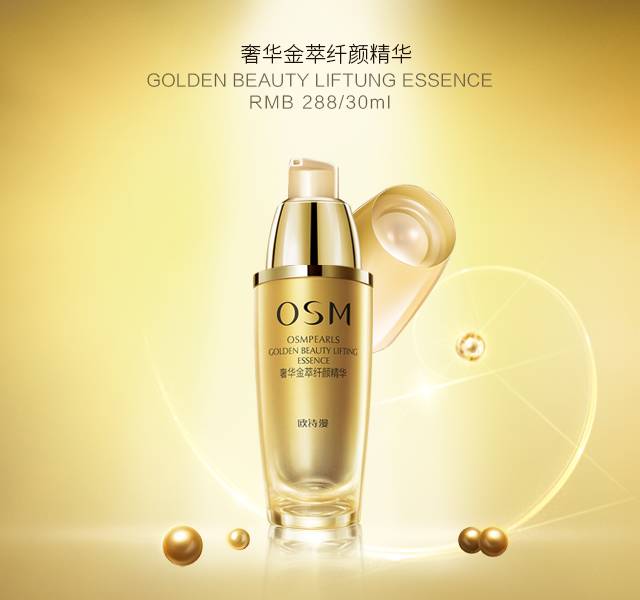 奢华金萃纤颜精华
GOLDEN BEAUTY LIFTUNG ESSENCE
RMB 288/30ml
OSM
OSMPEARLS
GOLDEN BEAUTY LIFTING
ESSENCE
奢华金萃纤颜精华
欧诗漫